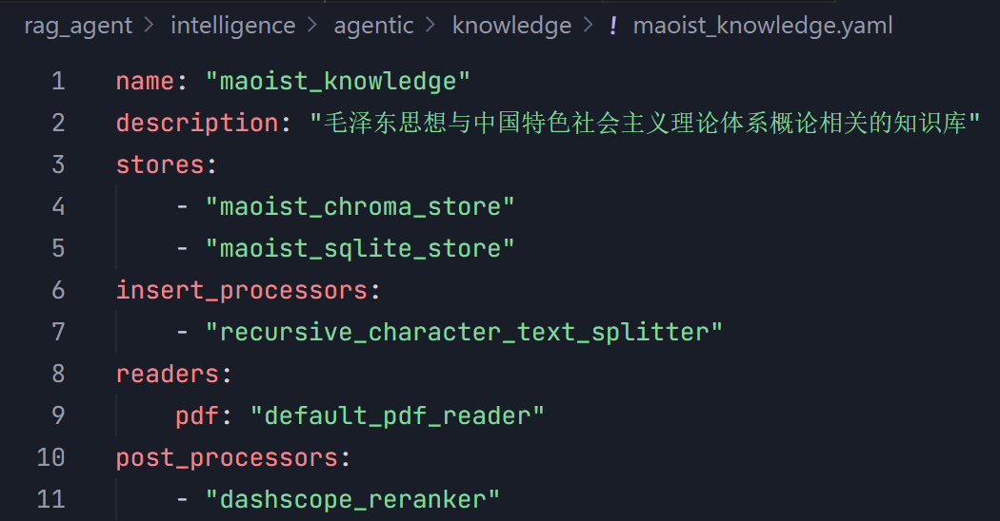 rag_agent > intelligence > agentic > knowledge > ! maoist_knowledge.yaml
1 name: "maoist_knowledge"
2 description: "毛泽东思想与中国特色社会主义理论体系概论相关的知识库"
3 stores:
4     - "maoist_chroma_store"
5     - "maoist_sqlite_store"
6 insert_processors:
7     - "recursive_character_text_splitter"
8 readers:
9     pdf: "default_pdf_reader"
10 post_processors:
11     - "dashscope_reranker"